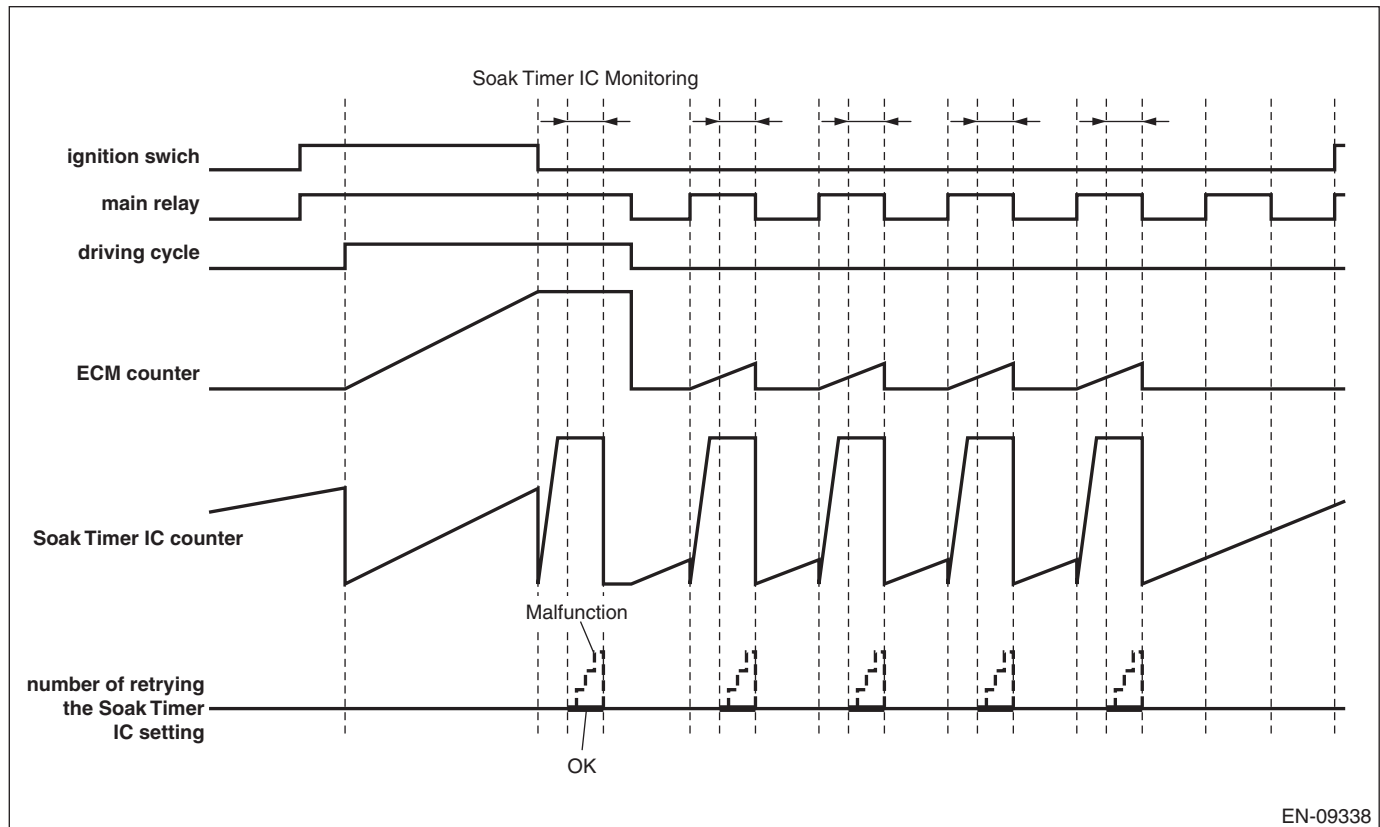 Soak Timer IC Monitoring
ignition swich
main relay
driving cycle
ECM counter
Soak Timer IC counter
Malfunction
number of retrying
the Soak Timer
IC setting
OK
EN-09338